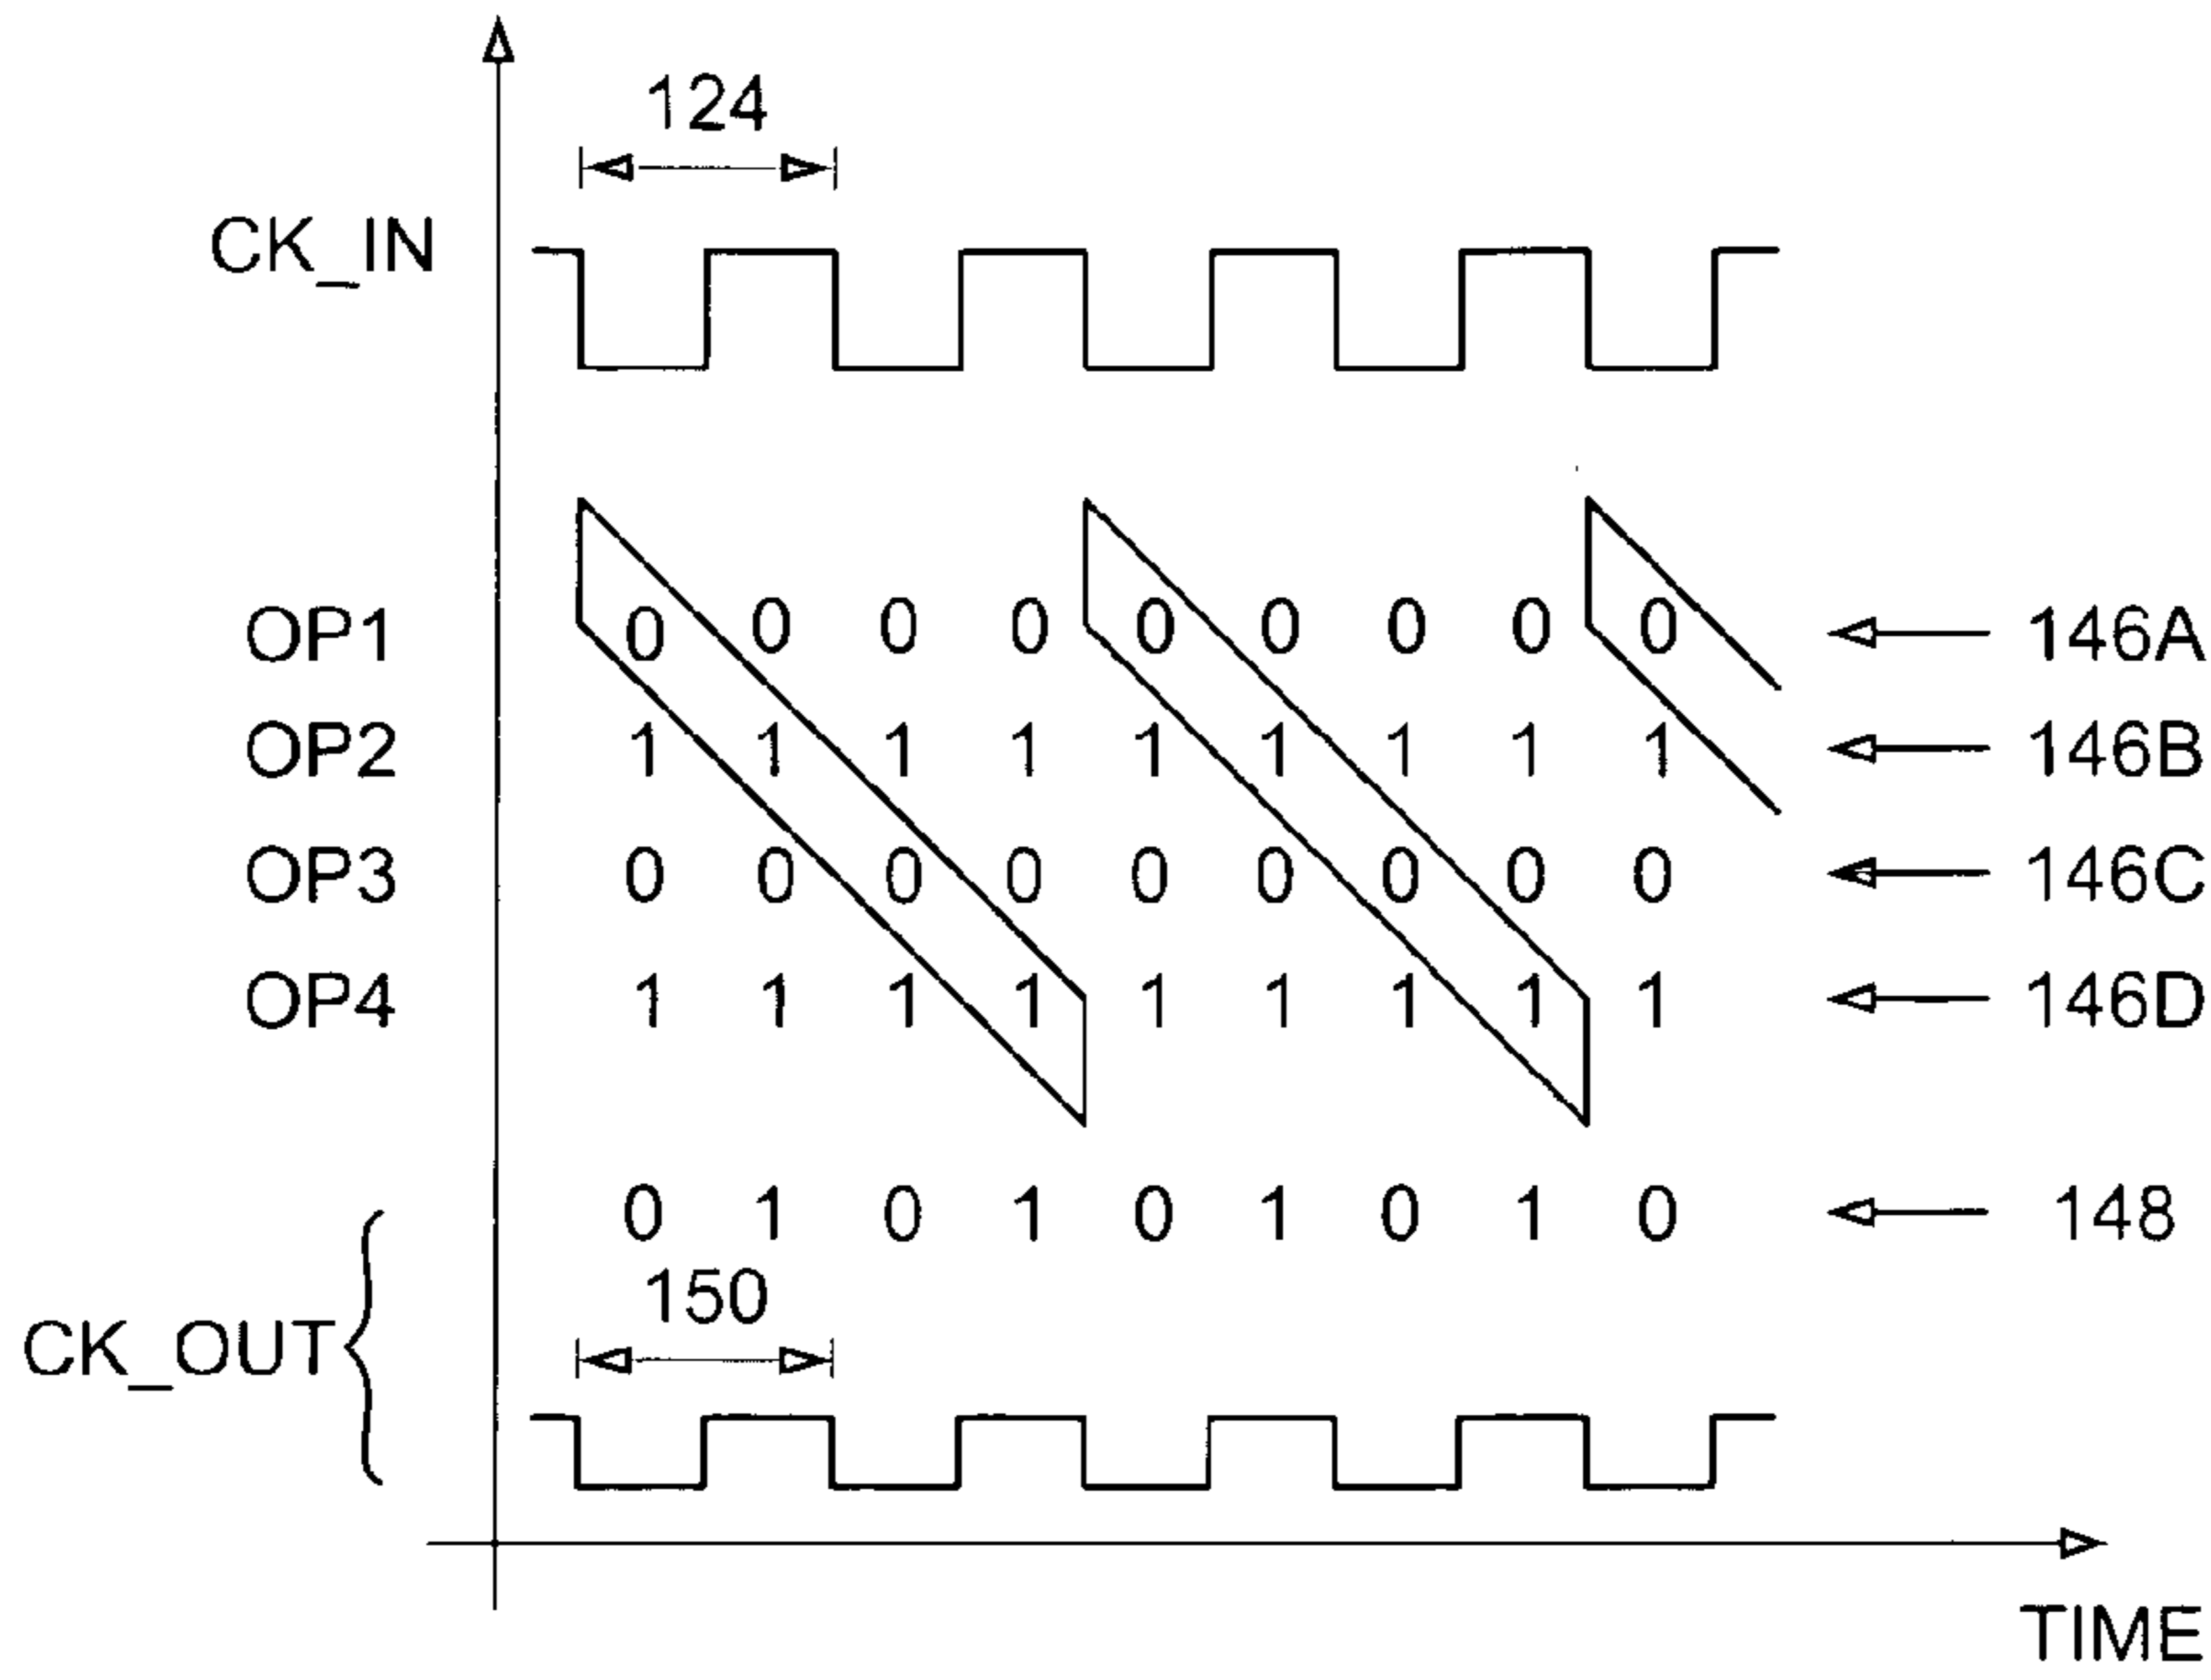 124
CK_IN
OP1 0 0 0 0 0 0 0 0 0 146A
OP2 1 1 1 1 1 1 1 1 1 146B
OP3 0 0 0 0 0 0 0 0 0 146C
OP4 1 1 1 1 1 1 1 1 1 146D
0 1 0 1 0 1 0 1 0 148
150
CK_OUT
TIME